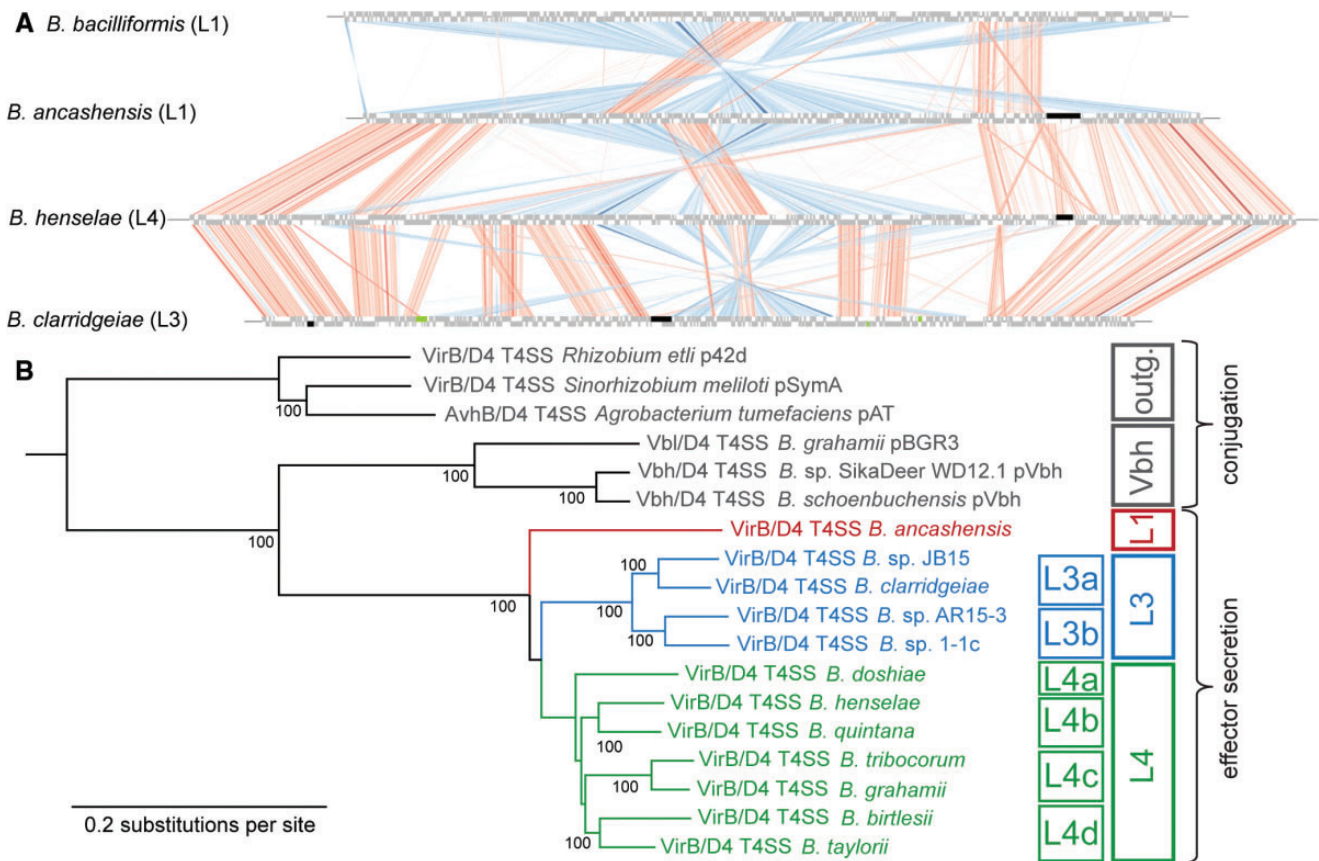 A
B. bacilliformis (L1)
B. ancashensis (L1)
B. henselae (L4)
B. clarridgeiae (L3)
B
VirB/D4 T4SS Rhizobium etli p42d
VirB/D4 T4SS Sinorhizobium meliloti pSymA
100
AvhB/D4 T4SS Agrobacterium tumefaciens pAT
Vbl/D4 T4SS B. grahamii pBGR3
100
Vbh/D4 T4SS B. sp. SikaDeer WD12.1 pVbh
100
Vbh/D4 T4SS B. schoenbuchensis pVbh
100
VirB/D4 T4SS B. ancashensis
VirB/D4 T4SS B. sp. JB15
100
VirB/D4 T4SS B. clarridgeiae
100
100
VirB/D4 T4SS B. sp. AR15-3
100
VirB/D4 T4SS B. sp. 1-1c
VirB/D4 T4SS B. doshiae
VirB/D4 T4SS B. henselae
VirB/D4 T4SS B. quintana
100
VirB/D4 T4SS B. tribocorum
100
VirB/D4 T4SS B. grahamii
VirB/D4 T4SS B. birtlesii
100
VirB/D4 T4SS B. taylorii
0.2 substitutions per site
outg.
Vbh
conjugation
L1
L3a
L3b
L3
L4a
L4b
L4c
L4d
L4
effector secretion